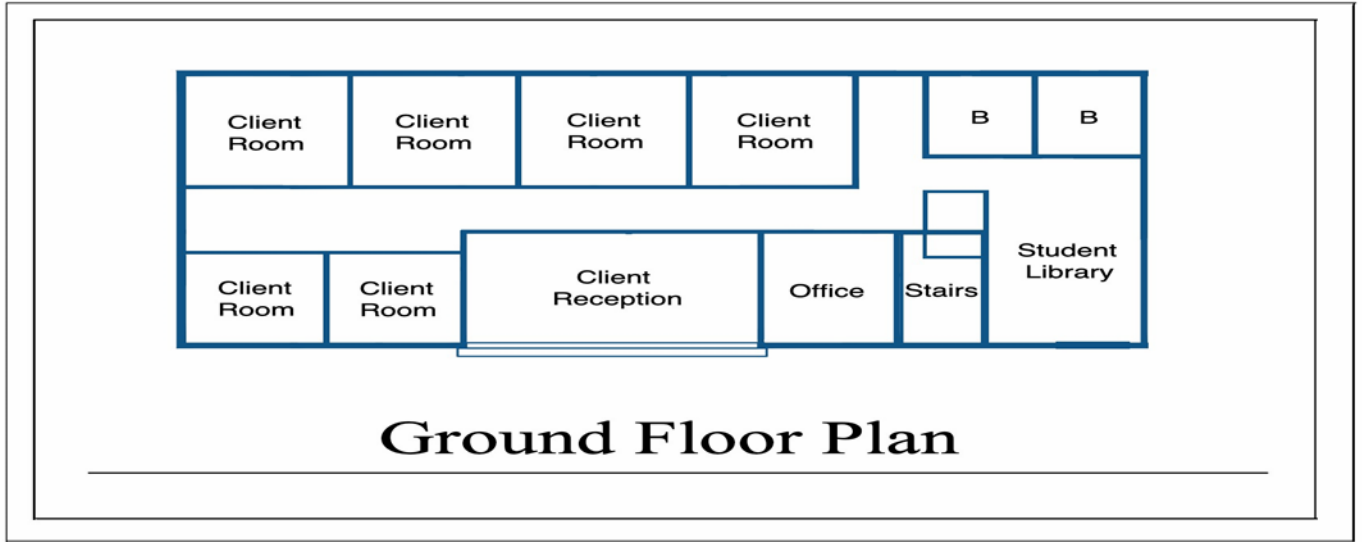 Client
Room
Client
Room
Client
Room
Client
Room
B
B
Student
Library
Client
Room
Client
Room
Client
Reception
Office
Stairs
Ground Floor Plan